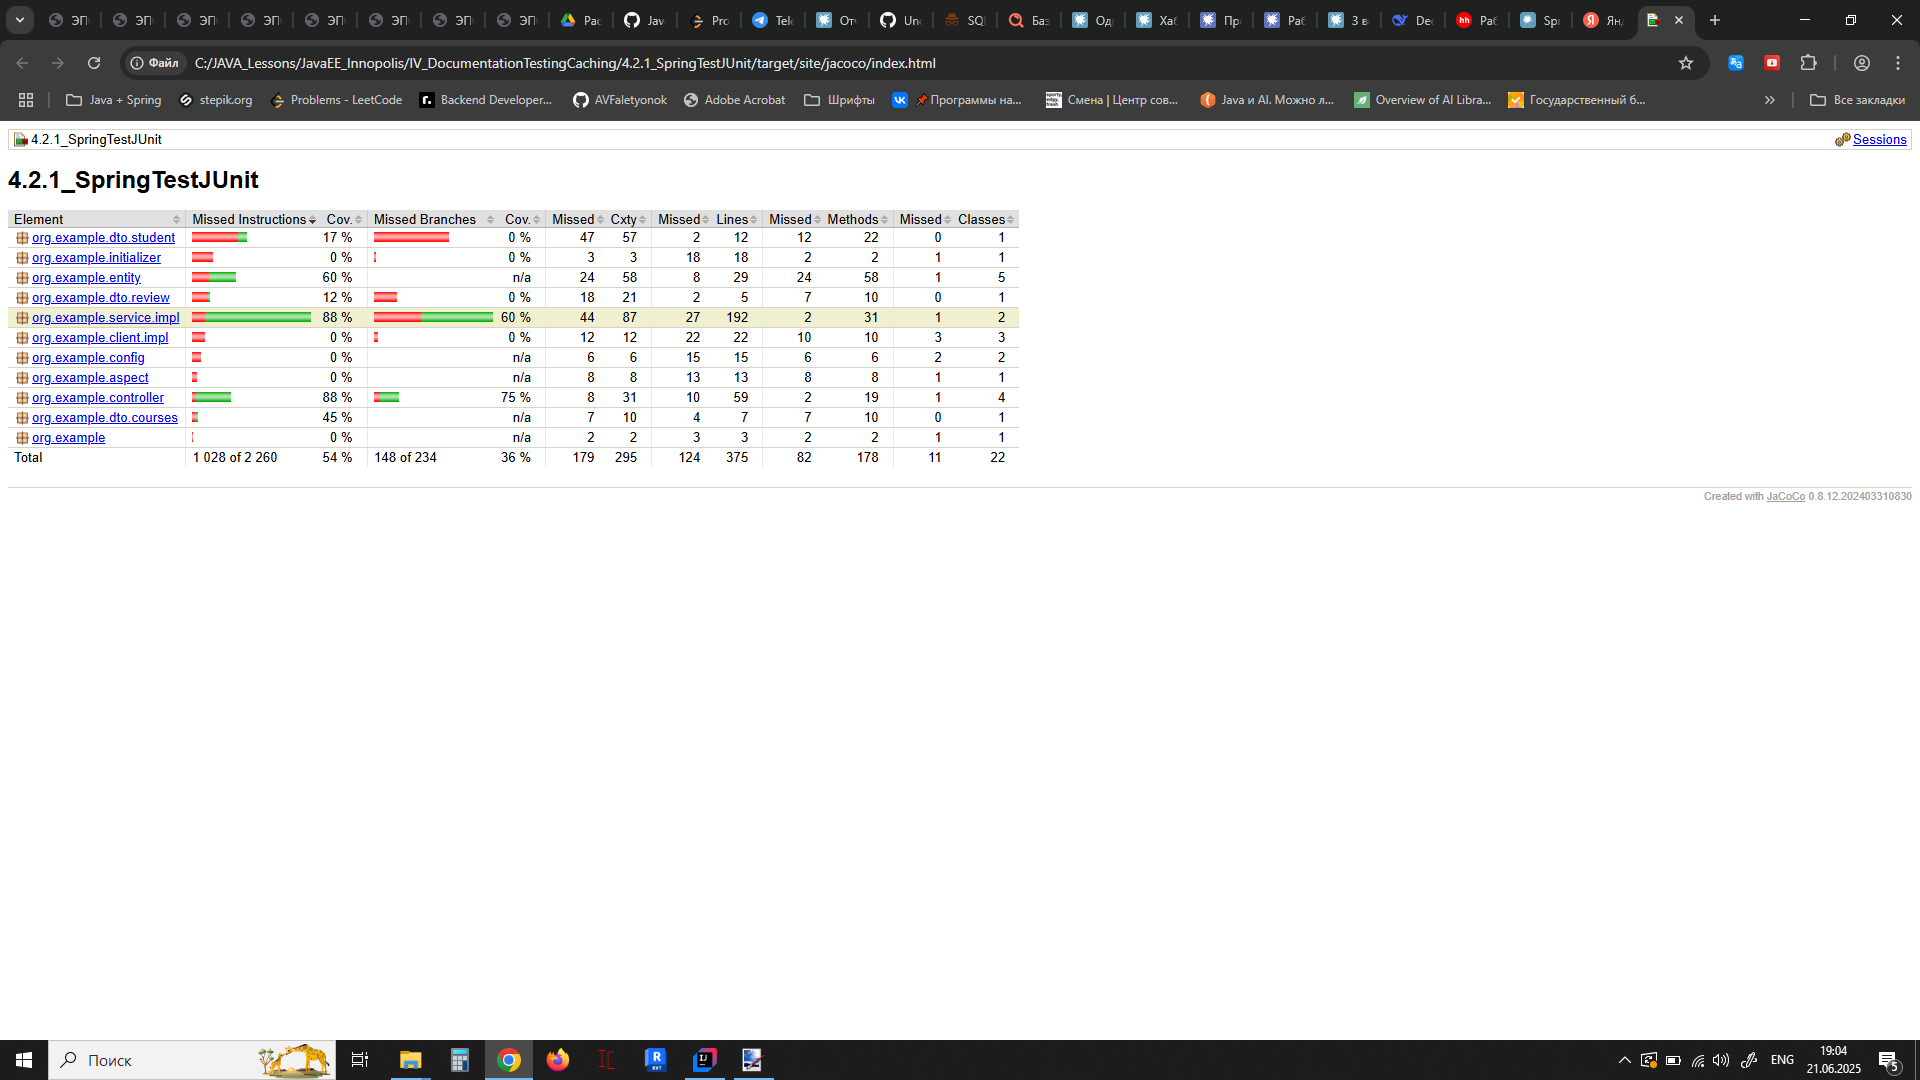 ЭП ЭП ЭП ЭП ЭП ЭП ЭП ЭП Рас Java Pro Tele От Un SQ Баз Од Хаб Пр Раб 3 в De Раб Spr Ян
Файл C:/JAVA_Lessons/JavaEE_Innopolis/IV_DocumentationTestingCaching/4.2.1_SpringTestJUnit/target/site/jacoco/index.html
Java + Spring stepik.org Problems - LeetCode Backend Developer... AVFaletyonok Adobe Acrobat Шрифты Программы на... Смена | Центр сов... Java и AI. Можно л... Overview of AI Libra... Государственный б... Все закладки
4.2.1_SpringTestJUnit Sessions
4.2.1_SpringTestJUnit
Element Missed Instructions Cov. Missed Branches Cov. Missed Cxty Missed Lines Missed Methods Missed Classes
org.example.dto.student 17 % 0 % 47 57 2 12 12 22 0 1
org.example.initializer 0 % 0 % 3 3 18 18 2 2 1 1
org.example.entity 60 % n/a 24 58 8 29 24 58 1 5
org.example.dto.review 12 % 0 % 18 21 2 5 7 10 0 1
org.example.service.impl 88 % 60 % 44 87 27 192 2 31 1 2
org.example.client.impl 0 % 0 % 12 12 22 22 10 10 3 3
org.example.config 0 % n/a 6 6 15 15 6 6 2 2
org.example.aspect 0 % n/a 8 8 13 13 8 8 1 1
org.example.controller 88 % 75 % 8 31 10 59 2 19 1 4
org.example.dto.courses 45 % n/a 7 10 4 7 7 10 0 1
org.example 0 % n/a 2 2 3 3 2 2 1 1
Total 1 028 of 2 260 54 % 148 of 234 36 % 179 295 124 375 82 178 11 22
Created with JaCoCo 0.8.12.202403310830
Поиск ENG 19:04
21.06.2025 5